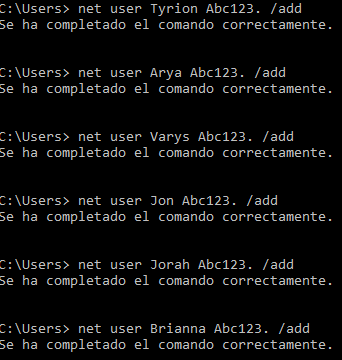 C:\Users> net user Tyrion Abc123. /add
Se ha completado el comando correctamente.
C:\Users> net user Arya Abc123. /add
Se ha completado el comando correctamente.
C:\Users> net user Varys Abc123. /add
Se ha completado el comando correctamente.
C:\Users> net user Jon Abc123. /add
Se ha completado el comando correctamente.
C:\Users> net user Jorah Abc123. /add
Se ha completado el comando correctamente.
C:\Users> net user Brianna Abc123. /add
Se ha completado el comando correctamente.